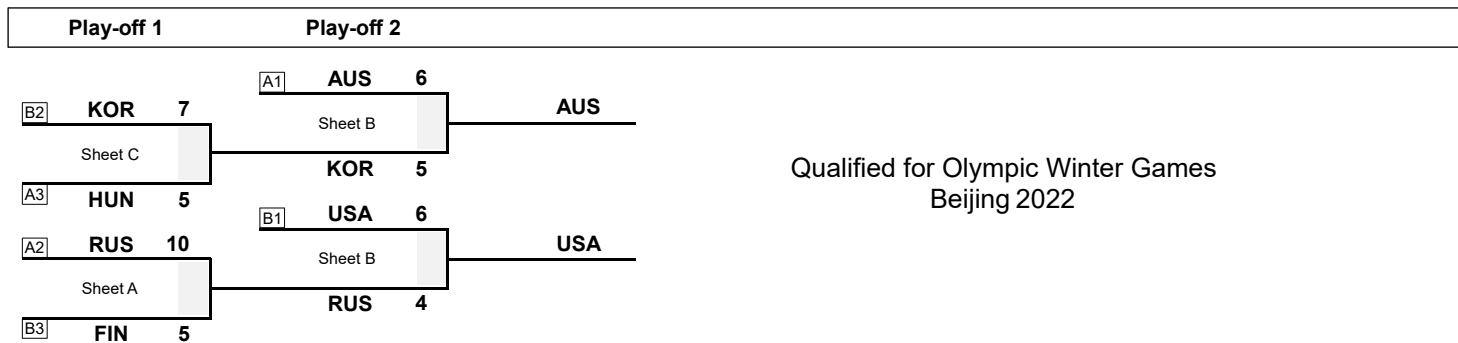 Play-off 1 Play-off 2
A1 AUS 6
B2 KOR 7
AUS
Sheet B
Sheet C
KOR 5
A3 HUN 5
Qualified for Olympic Winter Games
Beijing 2022
B1 USA 6
A2 RUS 10
USA
Sheet B
Sheet A
RUS 4
B3 FIN 5